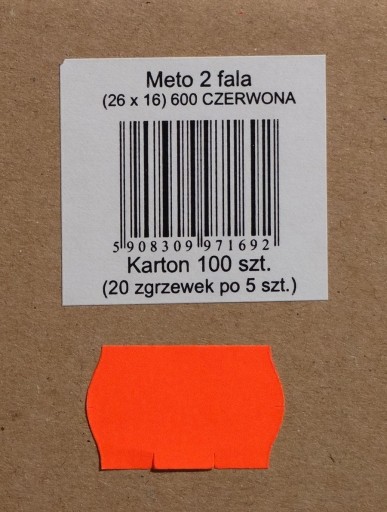 Meto 2 fala
(26 x 16) 600 CZERWONA
5 908309 971692
Karton 100 szt.
(20 zgrzewek po 5 szt.)